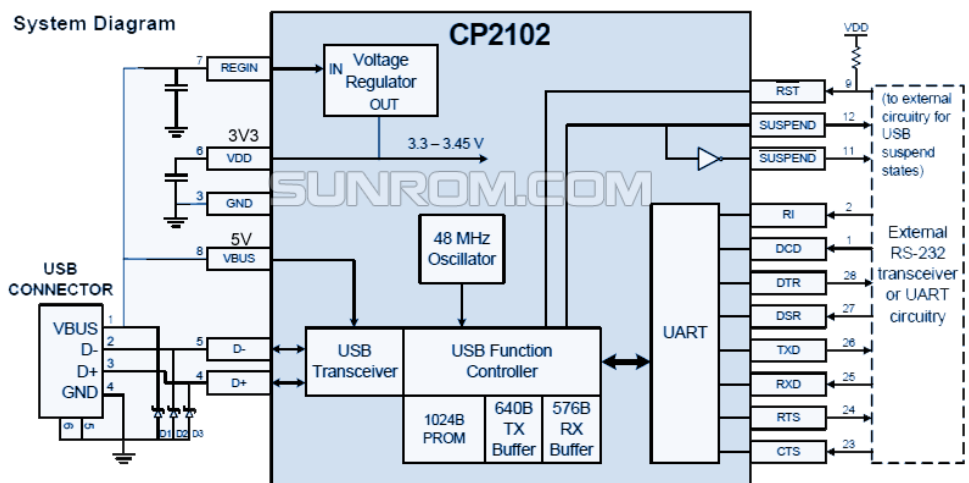 System Diagram
CP2102
7
REGIN
IN
Voltage
Regulator
OUT
3V3
6
VDD
3.3 – 3.45 V
SUNROM.COM
3
GND
5V
8
VBUS
48 MHz
Oscillator
USB
CONNECTOR
VBUS
1
D-
2
D+
3
GND
4
6
5
D1
D2
D3
5
D-
4
D+
USB
Transceiver
USB Function
Controller
1024B
PROM
640B
TX
Buffer
576B
RX
Buffer
UART
VDD
RST
9
SUSPEND
12
SUSPEND
11
(to external
circuitry for
USB
suspend
states)
RI
2
DCD
1
DTR
28
DSR
27
TXD
26
RXD
25
RTS
24
CTS
23
External
RS-232
transceiver
or UART
circuitry